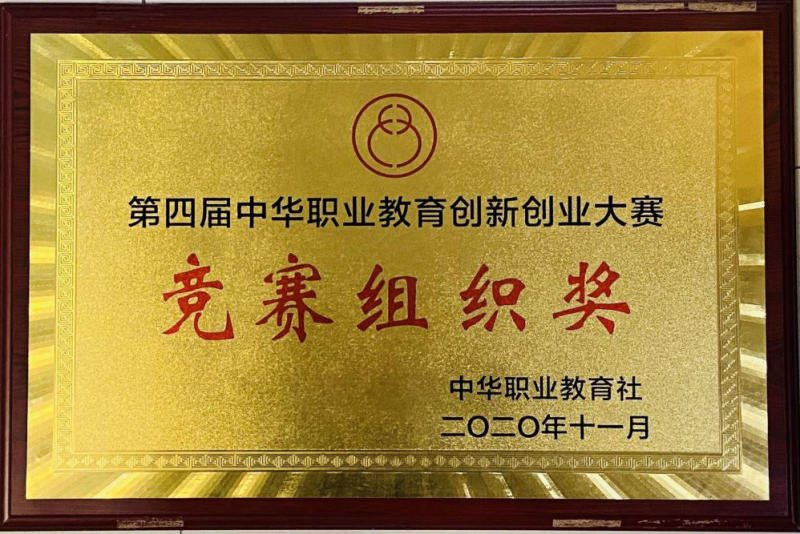 第四届中华职业教育创新创业大赛
竞赛组织奖
中华职业教育社
二〇二〇年十一月